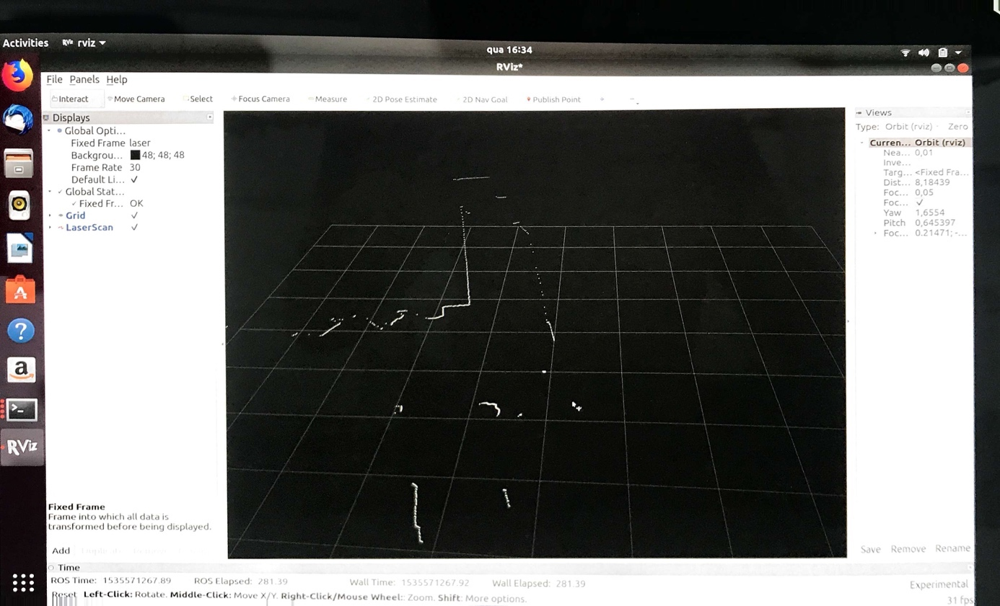 Activities RViz rviz
qua 16:34
RViz*
File Panels Help
Interact Move Camera Select Focus Camera Measure 2D Pose Estimate 2D Nav Goal Publish Point
Displays
Global Opti...
Fixed Frame laser
Backgrou... 48; 48; 48
Frame Rate 30
Default Li... ✓
Global Stat...
Fixed Fr... OK
Grid ✓
LaserScan ✓
Views
Type: Orbit (rviz) Zero
Curren... Orbit (rviz)
Nea... 0,01
Inve...
Targ... <Fixed Fra...
Dist... 8,18439
Foc... 0,05
Foc... ✓
Yaw 1,6554
Pitch 0,645397
Foc... 0.21471; -...
a
RViz
Fixed Frame
Frame into which all data is
transformed before being displayed.
Add
Save Remove Rename
Time
ROS Time: 1535571267.89 ROS Elapsed: 281.39 Wall Time: 1535571267.92 Wall Elapsed: 281.39
Experimental
Reset Left-Click: Rotate. Middle-Click: Move X/Y. Right-Click/Mouse Wheel:: Zoom. Shift: More options.
31 fps